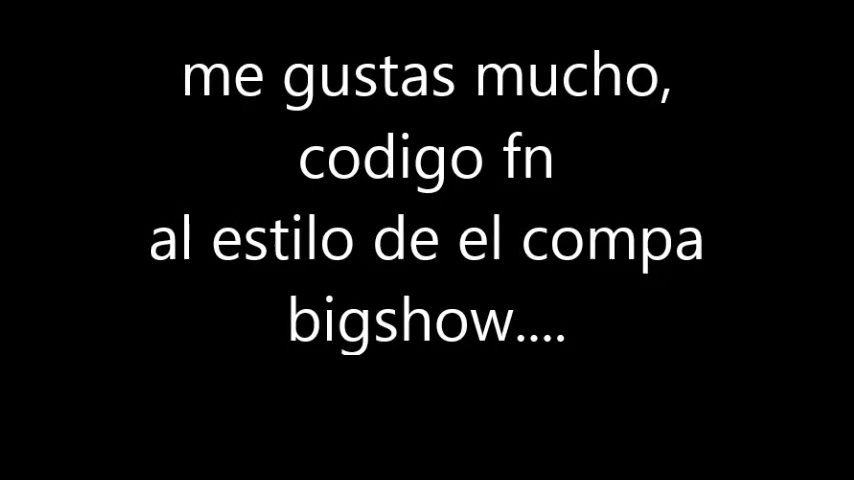 me gustas mucho,
codigo fn
al estilo de el compa
bigshow....